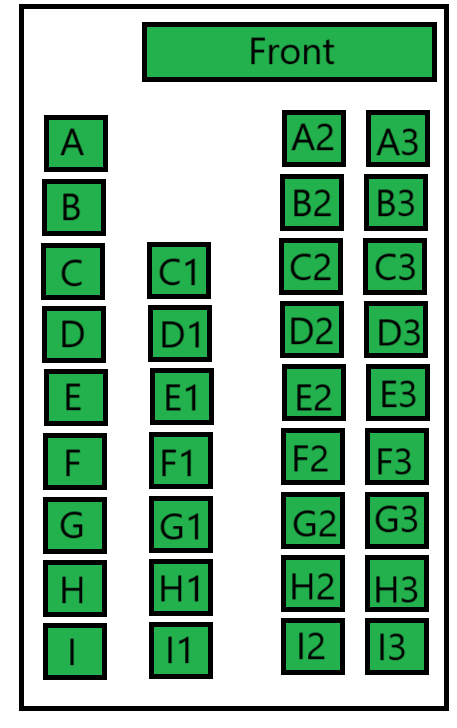 Front
A A2 A3
B B2 B3
C C1 C2 C3
D D1 D2 D3
E E1 E2 E3
F F1 F2 F3
G G1 G2 G3
H H1 H2 H3
I I1 I2 I3